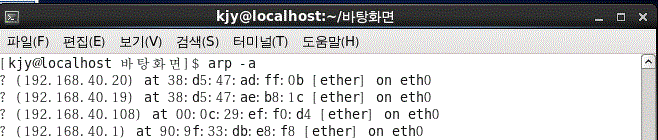 kjy@localhost:~/바탕화면
파일(F) 편집(E) 보기(V) 검색(S) 터미널(T) 도움말(H)
[kjy@localhost 바탕화면]$ arp -a
? (192.168.40.20) at 38:d5:47:ad:ff:0b [ether] on eth0
? (192.168.40.19) at 38:d5:47:ae:b8:1c [ether] on eth0
? (192.168.40.108) at 00:0c:29:ef:f0:d4 [ether] on eth0
? (192.168.40.1) at 90:9f:33:db:e8:f8 [ether] on eth0